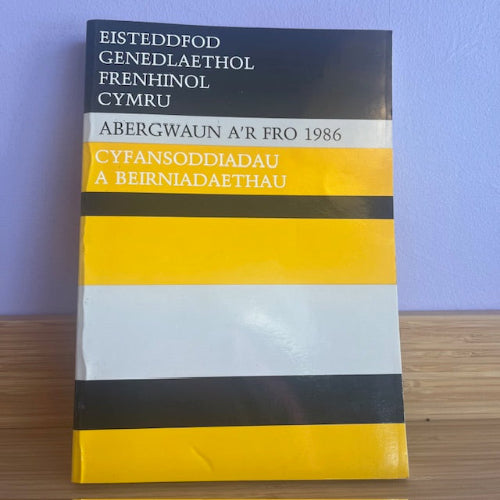 EISTEDDFOD
GENEDLAETHOL
FRENHINOL
CYMRU
ABERGWAUN A'R FRO 1986
CYFANSODDIADAU
A BEIRNIADAETHAU